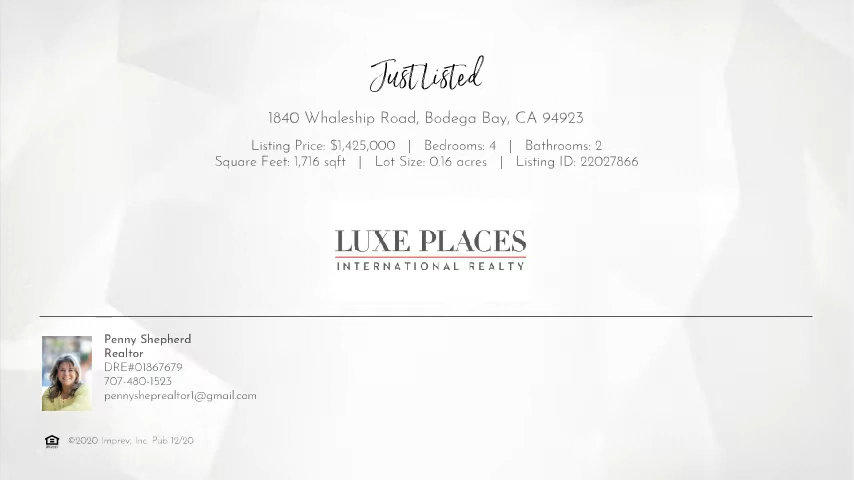 Just Listed
1840 Whaleship Road, Bodega Bay, CA 94923
Listing Price: $1,425,000 | Bedrooms: 4 | Bathrooms: 2
Square Feet: 1,716 sqft | Lot Size: 0.16 acres | Listing ID: 22027866
LUXE PLACES
INTERNATIONAL REALTY
Penny Shepherd
Realtor
DRE#01867679
707-480-1523
pennysheprealtor1@gmail.com
©2020 Imprev, Inc. Pub 12/20